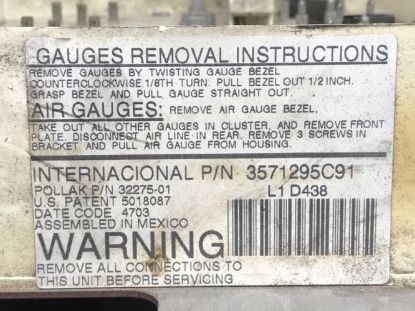 GAUGES REMOVAL INSTRUCTIONS
REMOVE GAUGES BY TWISTING GAUGE BEZEL
COUNTERCLOCKWISE 1/8TH TURN. PULL BEZEL OUT 1/2 INCH.
GRASP BEZEL AND PULL GAUGE STRAIGHT OUT.
AIR GAUGES: REMOVE AIR GAUGE BEZEL,
TAKE OUT ALL OTHER GAUGES IN CLUSTER, AND REMOVE FRONT
PLATE. DISCONNECT AIR LINE IN REAR. REMOVE 3 SCREWS IN
BRACKET AND PULL AIR GAUGE FROM HOUSING.
INTERNACIONAL P/N 3571295C91
POLLAK P/N 32275-01 L1 D438
U.S. PATENT 5018087
DATE CODE 4703
ASSEMBLED IN MEXICO
WARNING
REMOVE ALL CONNECTIONS TO
THIS UNIT BEFORE SERVICING